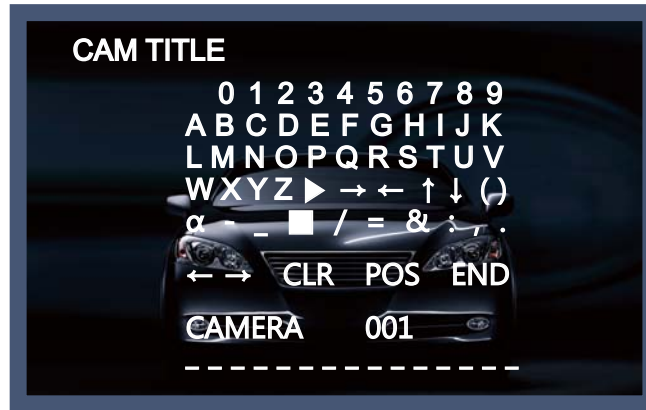 CAM TITLE
0 1 2 3 4 5 6 7 8 9
A B C D E F G H I J K
L M N O P Q R S T U V
W X Y Z ▶ → ← ↑ ↓ ( )
α - _ ■ / = & : , .
← → CLR POS END
CAMERA 001
_ _ _ _ _ _ _ _ _ _ _ _ _ _ _